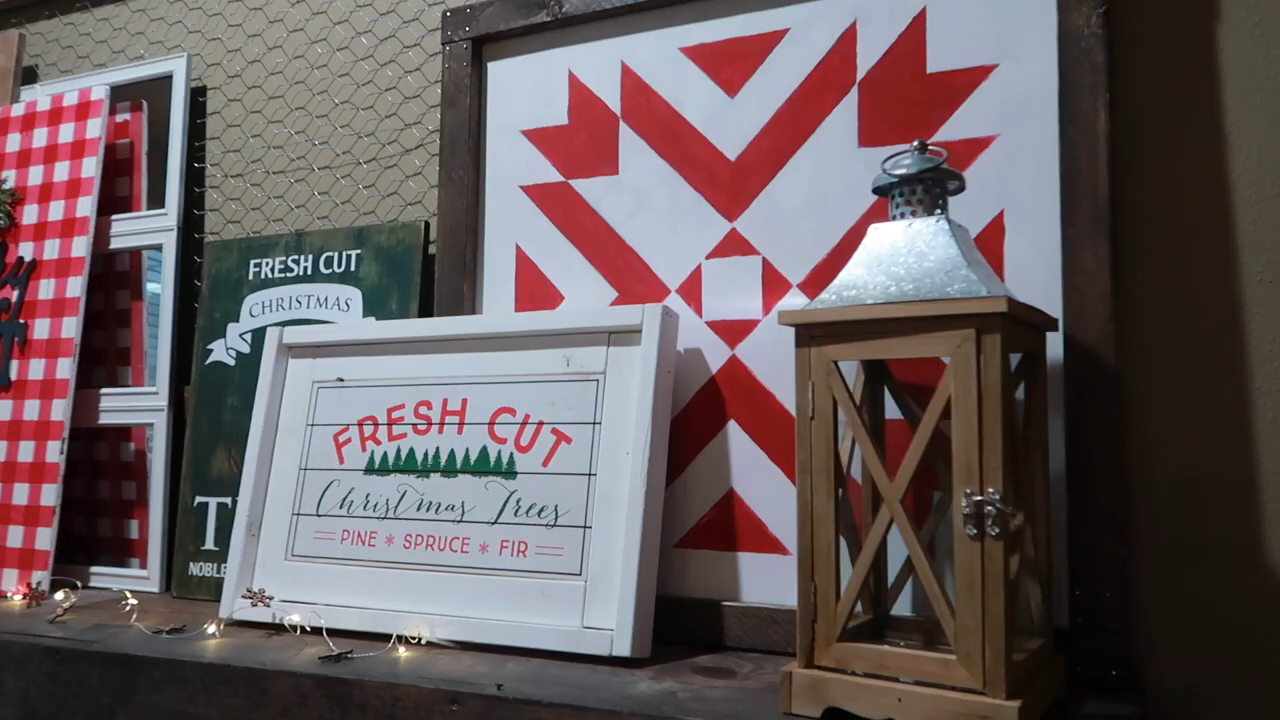 FRESH CUT
CHRISTMAS
T
NOBLE
FRESH CUT
Christmas Trees
PINE * SPRUCE * FIR